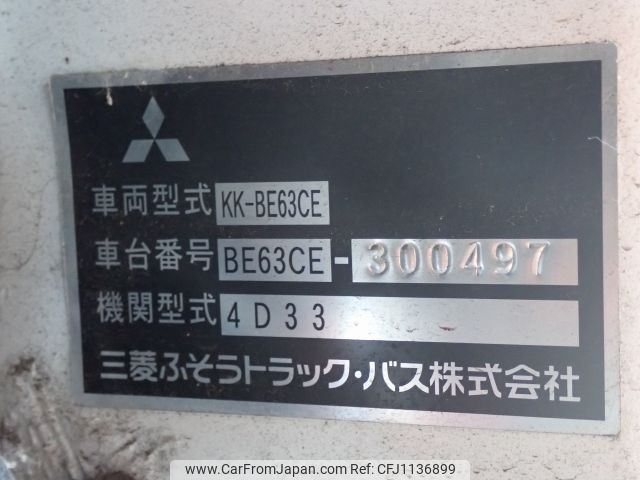 車両型式 KK-BE63CE
車台番号 BE63CE-300497
機関型式 4D33
三菱ふそうトラック・バス株式会社
www.CarFromJapan.com | CFJ1136899